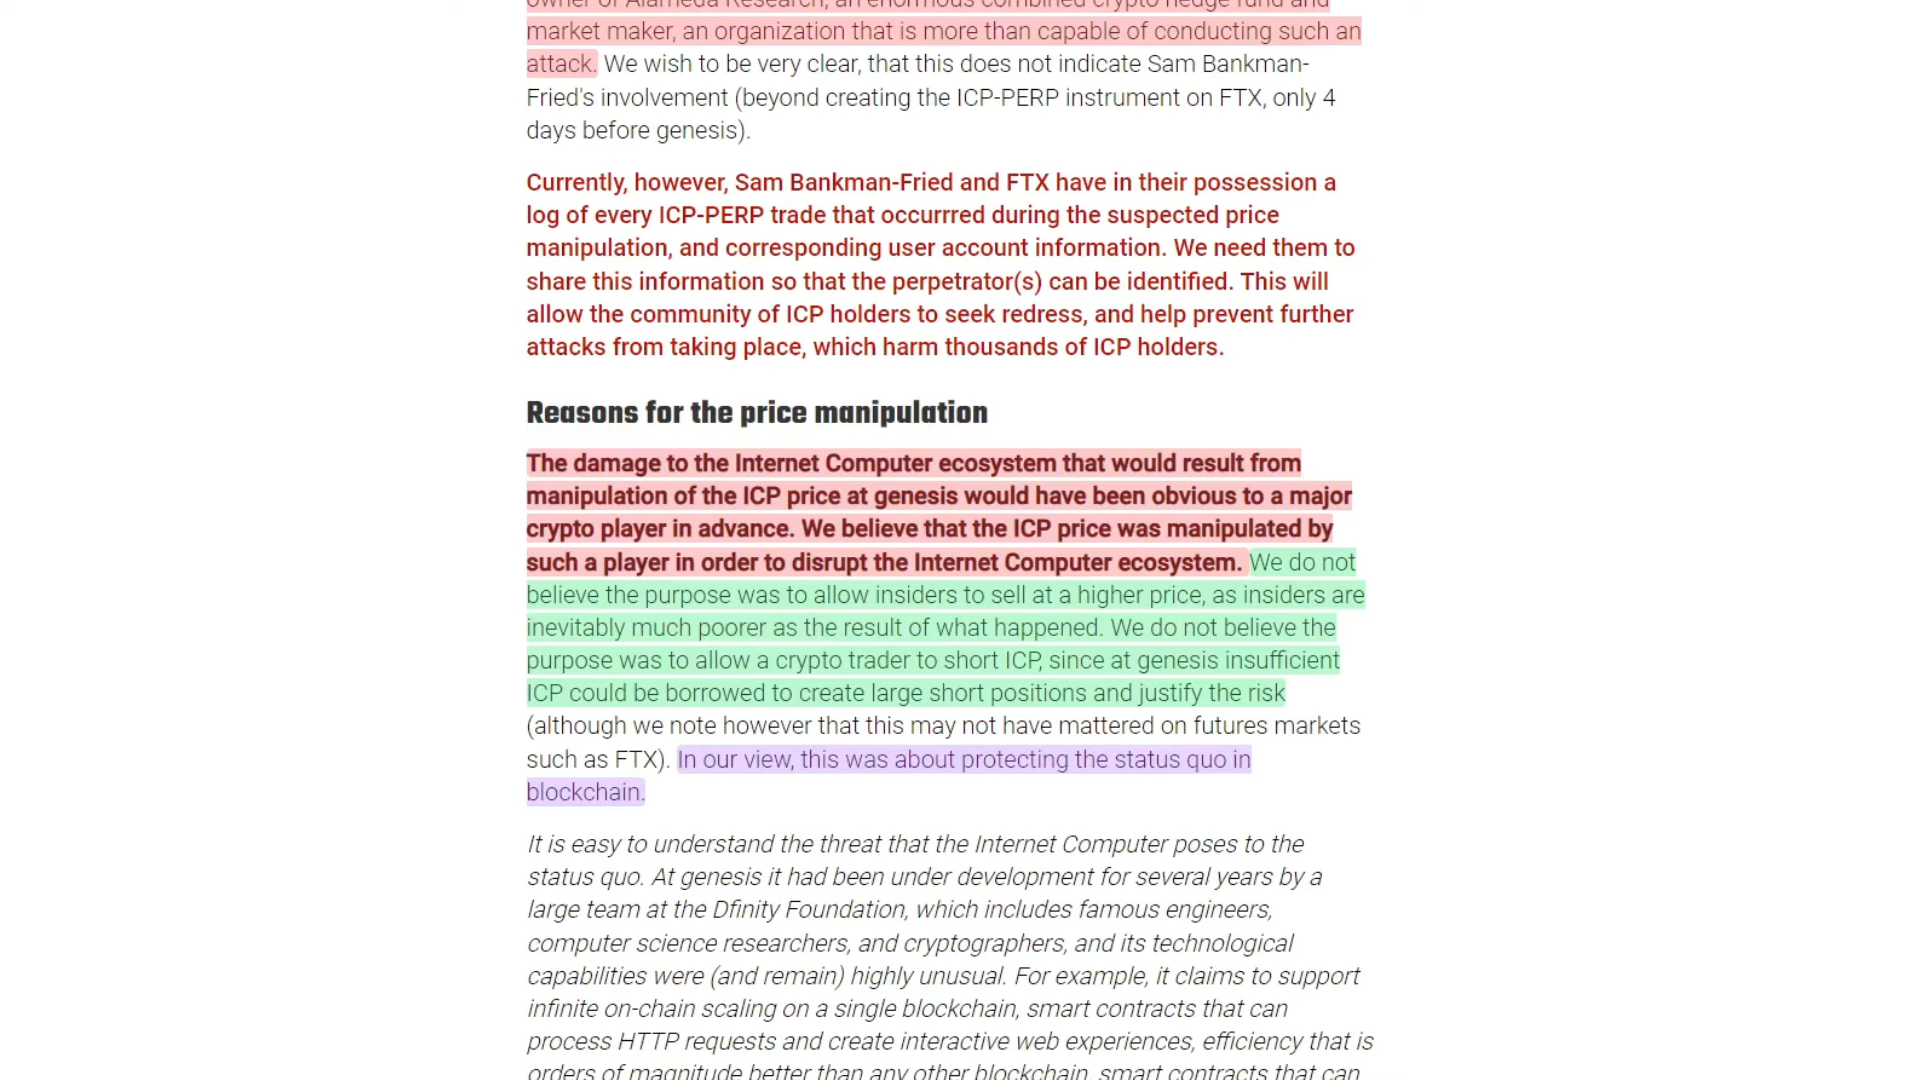 owner of Alameda Research, an enormous combined crypto hedge fund and
market maker, an organization that is more than capable of conducting such an
attack. We wish to be very clear, that this does not indicate Sam Bankman-
Fried's involvement (beyond creating the ICP-PERP instrument on FTX, only 4
days before genesis).
Currently, however, Sam Bankman-Fried and FTX have in their possession a
log of every ICP-PERP trade that occurrred during the suspected price
manipulation, and corresponding user account information. We need them to
share this information so that the perpetrator(s) can be identified. This will
allow the community of ICP holders to seek redress, and help prevent further
attacks from taking place, which harm thousands of ICP holders.
Reasons for the price manipulation
The damage to the Internet Computer ecosystem that would result from
manipulation of the ICP price at genesis would have been obvious to a major
crypto player in advance. We believe that the ICP price was manipulated by
such a player in order to disrupt the Internet Computer ecosystem. We do not
believe the purpose was to allow insiders to sell at a higher price, as insiders are
inevitably much poorer as the result of what happened. We do not believe the
purpose was to allow a crypto trader to short ICP, since at genesis insufficient
ICP could be borrowed to create large short positions and justify the risk
(although we note however that this may not have mattered on futures markets
such as FTX). In our view, this was about protecting the status quo in
blockchain.
It is easy to understand the threat that the Internet Computer poses to the
status quo. At genesis it had been under development for several years by a
large team at the Dfinity Foundation, which includes famous engineers,
computer science researchers, and cryptographers, and its technological
capabilities were (and remain) highly unusual. For example, it claims to support
infinite on-chain scaling on a single blockchain, smart contracts that can
process HTTP requests and create interactive web experiences, efficiency that is
orders of magnitude better than any other blockchain, smart contracts that can